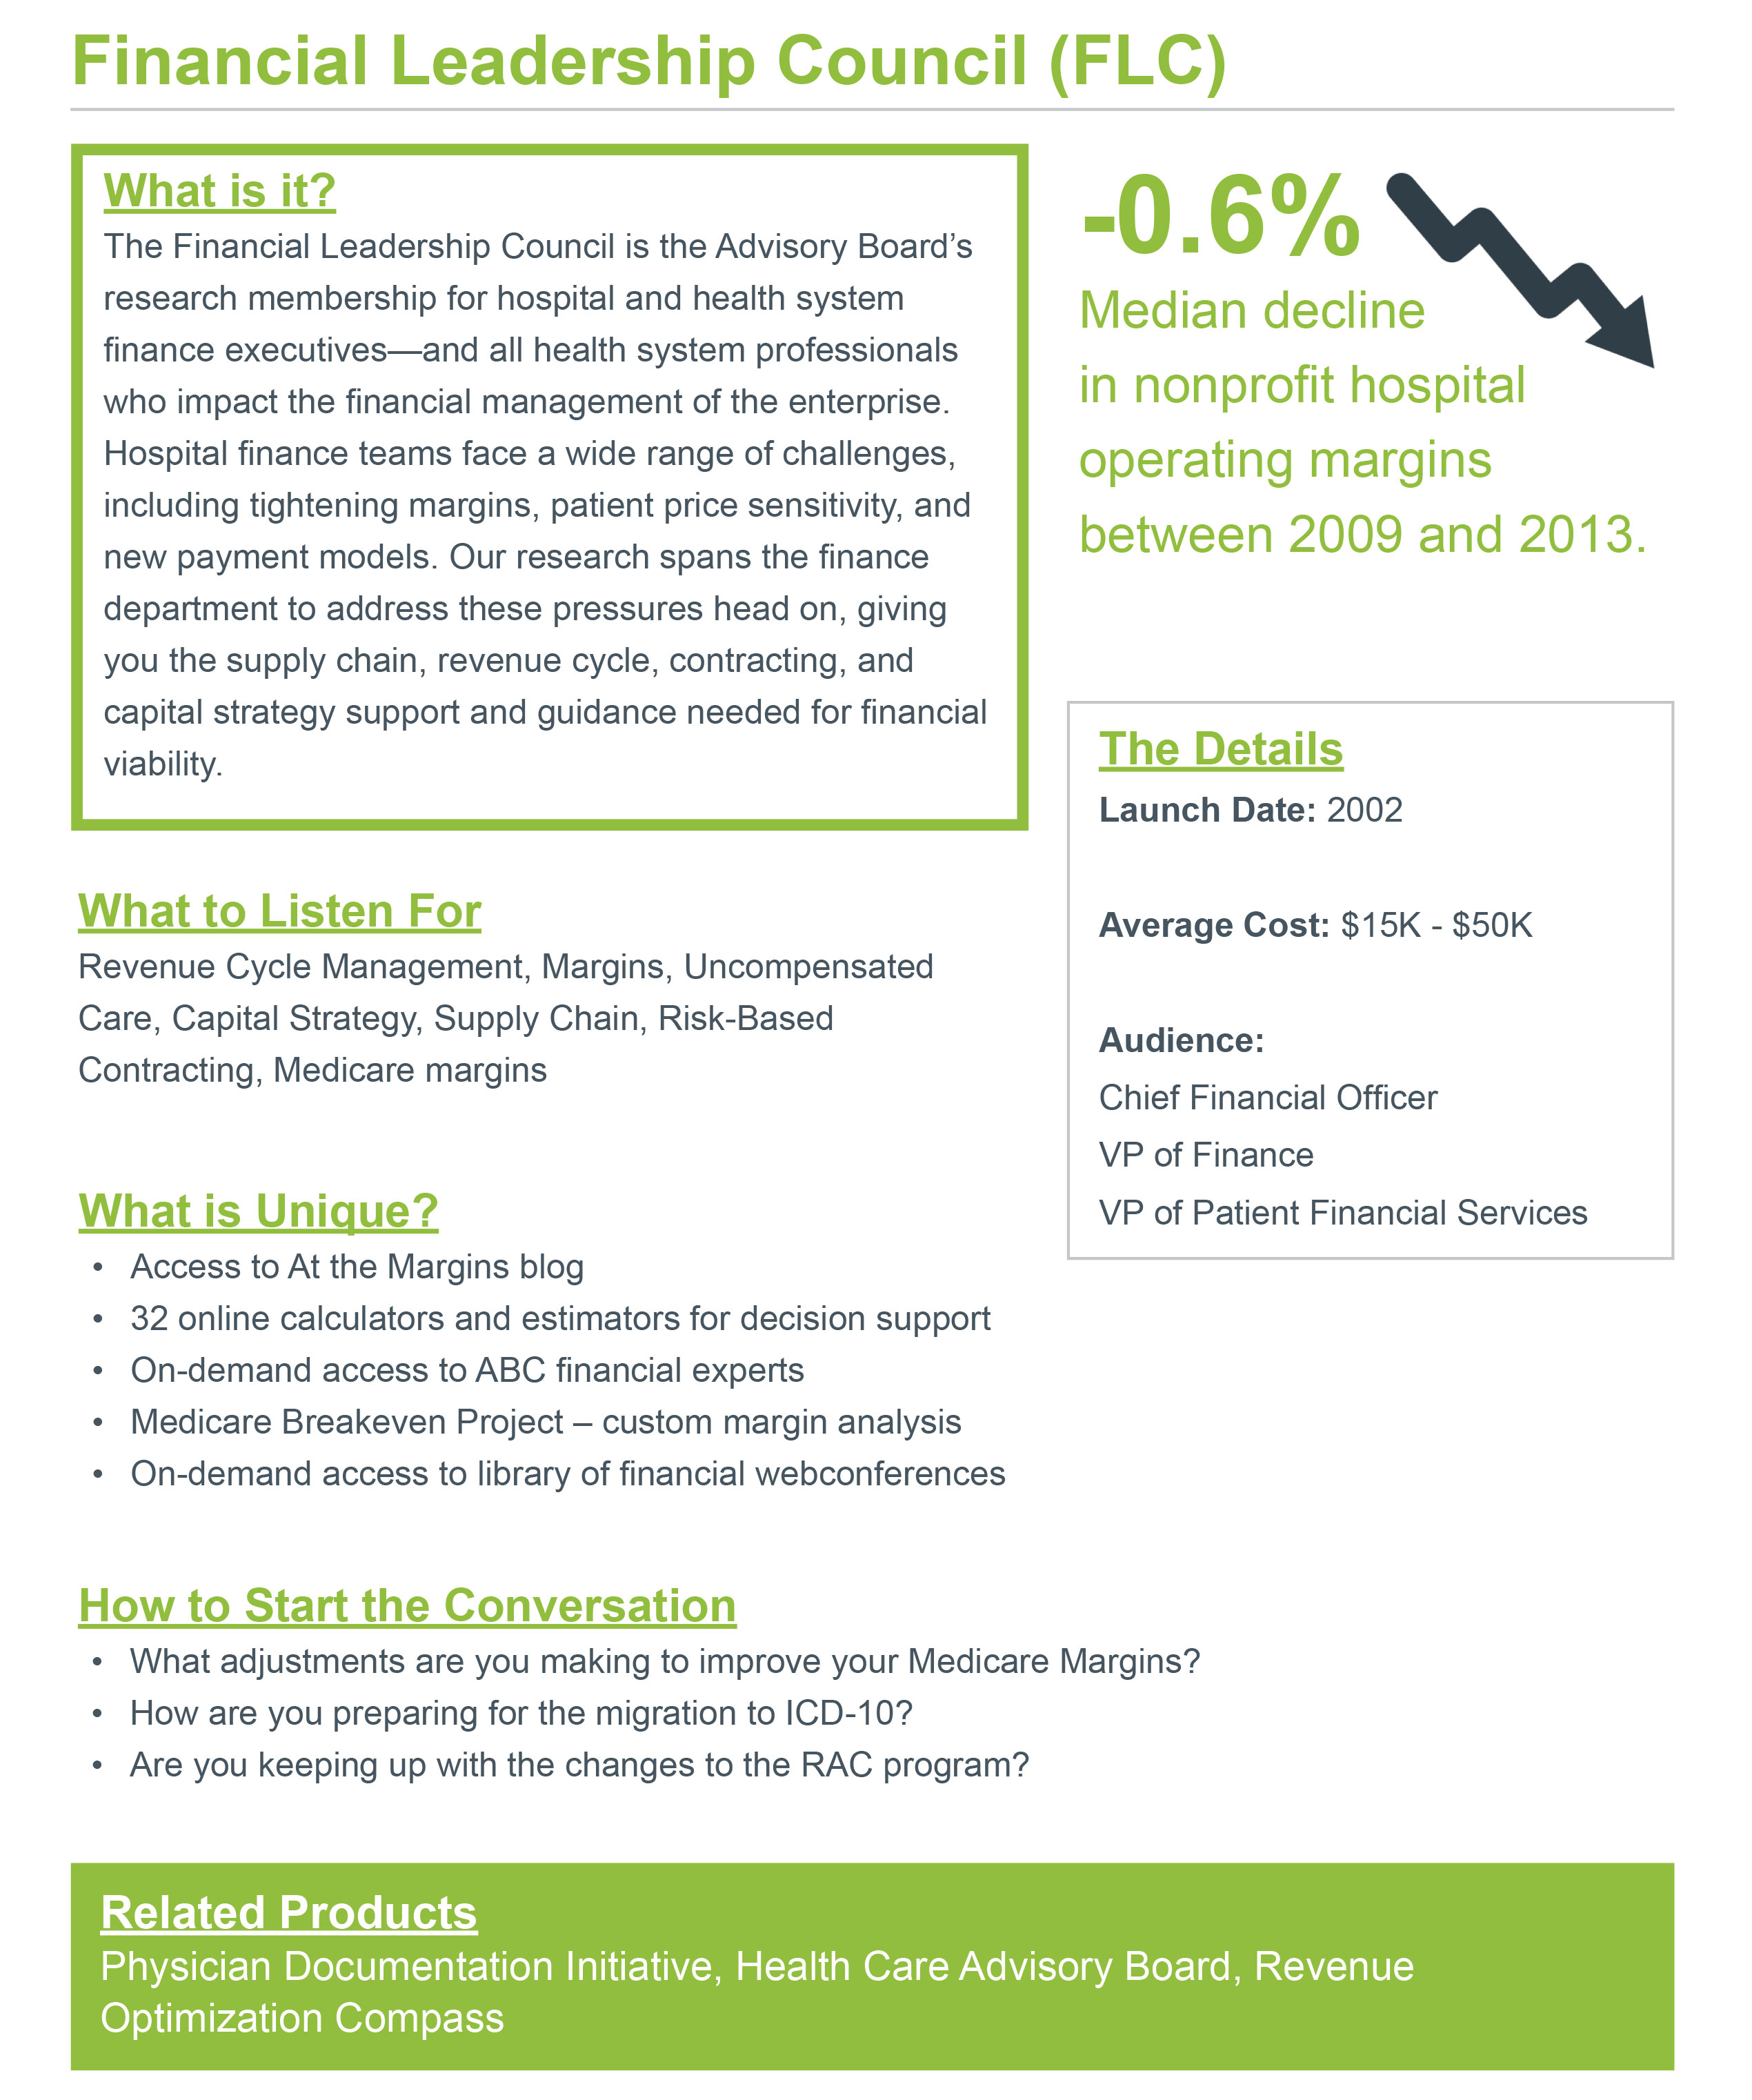 Financial Leadership Council (FLC)
What is it?
The Financial Leadership Council is the Advisory Board’s
research membership for hospital and health system
finance executives—and all health system professionals
who impact the financial management of the enterprise.
Hospital finance teams face a wide range of challenges,
including tightening margins, patient price sensitivity, and
new payment models. Our research spans the finance
department to address these pressures head on, giving
you the supply chain, revenue cycle, contracting, and
capital strategy support and guidance needed for financial
viability.
-0.6%
Median decline
in nonprofit hospital
operating margins
between 2009 and 2013.
The Details
Launch Date: 2002
Average Cost: $15K - $50K
Audience:
Chief Financial Officer
VP of Finance
VP of Patient Financial Services
What to Listen For
Revenue Cycle Management, Margins, Uncompensated
Care, Capital Strategy, Supply Chain, Risk-Based
Contracting, Medicare margins
What is Unique?
• Access to At the Margins blog
• 32 online calculators and estimators for decision support
• On-demand access to ABC financial experts
• Medicare Breakeven Project – custom margin analysis
• On-demand access to library of financial webconferences
How to Start the Conversation
• What adjustments are you making to improve your Medicare Margins?
• How are you preparing for the migration to ICD-10?
• Are you keeping up with the changes to the RAC program?
Related Products
Physician Documentation Initiative, Health Care Advisory Board, Revenue
Optimization Compass